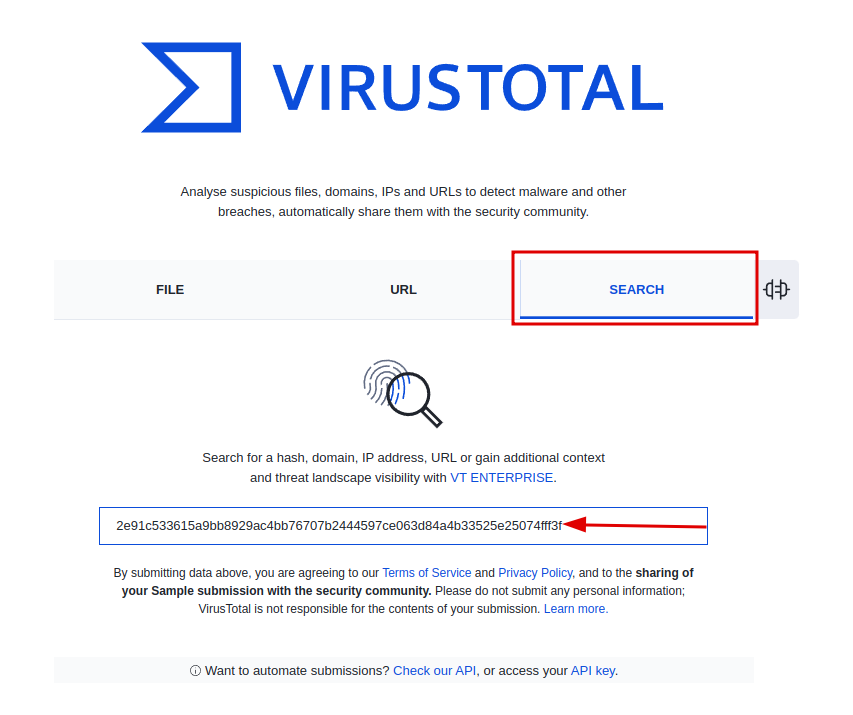 VIRUSTOTAL
Analyse suspicious files, domains, IPs and URLs to detect malware and other
breaches, automatically share them with the security community.
FILE URL SEARCH
Search for a hash, domain, IP address, URL or gain additional context
and threat landscape visibility with VT ENTERPRISE.
2e91c533615a9bb8929ac4bb76707b2444597ce063d84a4b33525e25074fff3f
By submitting data above, you are agreeing to our Terms of Service and Privacy Policy, and to the sharing of
your Sample submission with the security community. Please do not submit any personal information;
VirusTotal is not responsible for the contents of your submission. Learn more.
Want to automate submissions? Check our API, or access your API key.